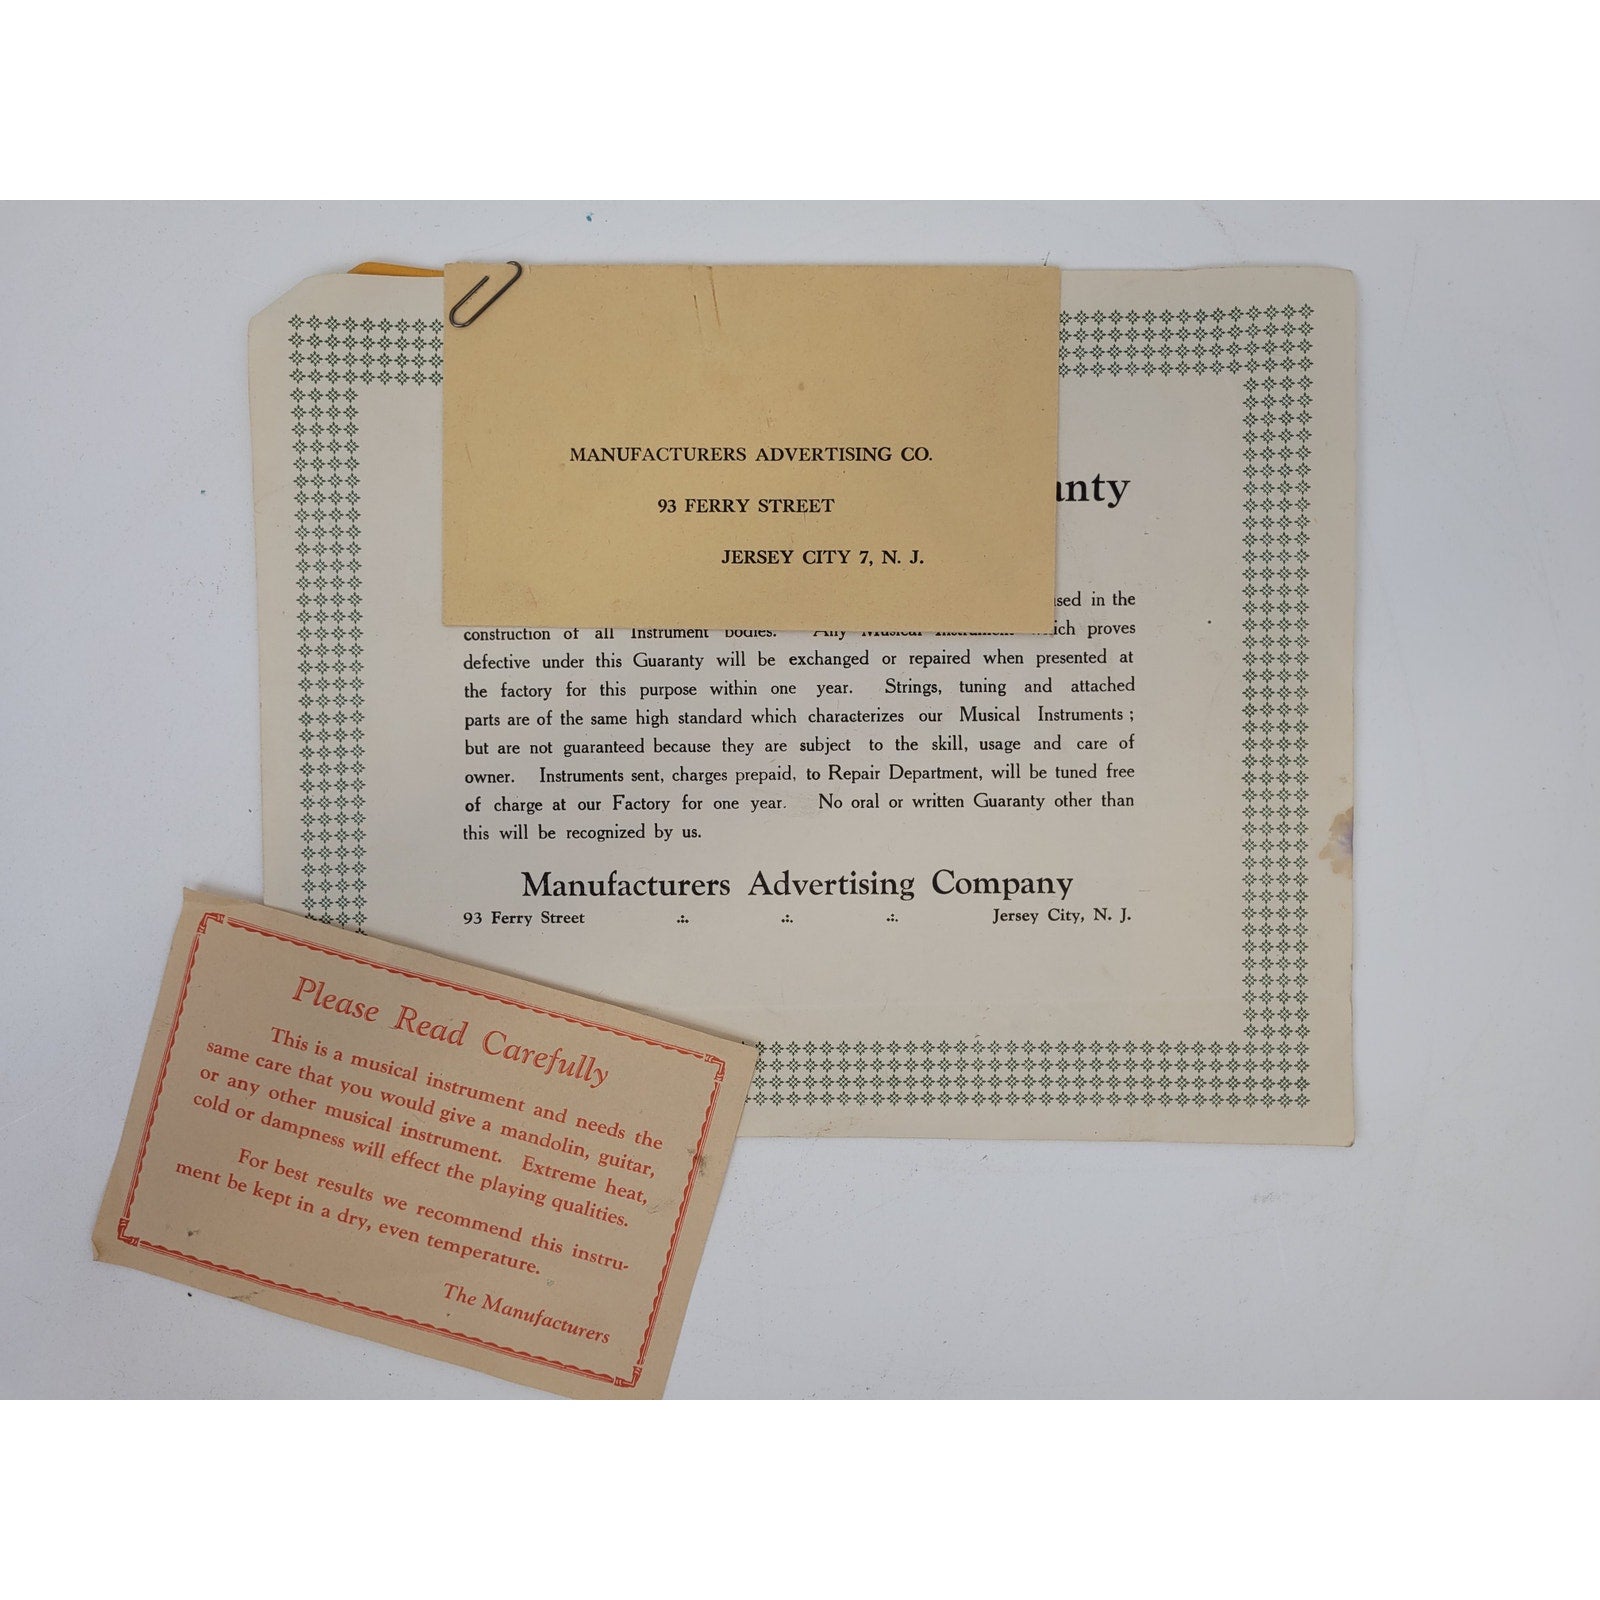 MANUFACTURERS ADVERTISING CO.
93 FERRY STREET
JERSEY CITY 7, N. J.
in the
construction of all Instrument bodies. Any Musical Instrument which proves
defective under this Guaranty will be exchanged or repaired when presented at
the factory for this purpose within one year. Strings, tuning and attached
parts are of the same high standard which characterizes our Musical Instruments;
but are not guaranteed because they are subject to the skill, usage and care of
owner. Instruments sent, charges prepaid, to Repair Department, will be tuned free
of charge at our Factory for one year. No oral or written Guaranty other than
this will be recognized by us.
Manufacturers Advertising Company
93 Ferry Street .:. .:. .:. Jersey City, N. J.
Please Read Carefully
This is a musical instrument and needs the
same care that you would give a mandolin, guitar,
or any other musical instrument. Extreme heat,
cold or dampness will effect the playing qualities.
For best results we recommend this instru-
ment be kept in a dry, even temperature.
The Manufacturers